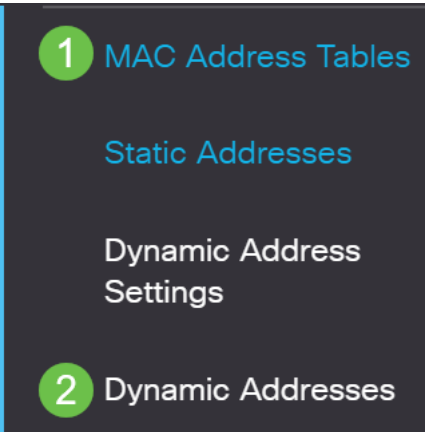 1 MAC Address Tables
Static Addresses
Dynamic Address
Settings
2 Dynamic Addresses